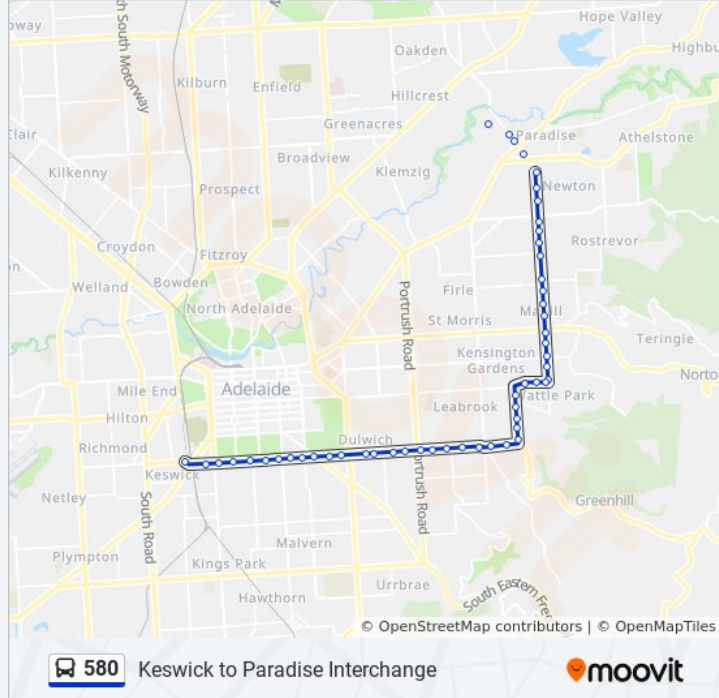 oway
Hope Valley
Oakden
Highbu
th South Motorway
Kilburn
Enfield
Hillcrest
Greenacres
Paradise
Athelstone
Clair
Broadview
Klemzig
Kilkenny
Prospect
Newton
Croydon
Fitzroy
Rostrevor
Welland
Bowden
North Adelaide
Portrush Road
Firle
St Morris
Magill
Teringie
Kensington
Gardens
Norto
Mile End
Adelaide
Wattle Park
Hilton
Leabrook
Richmond
Dulwich
Keswick
Portrush Road
Netley
South Road
Greenhill
Plympton
Malvern
Kings Park
Urrbrae
Hawthorn
South Eastern Free
© OpenStreetMap contributors | © OpenMapTiles
580 Keswick to Paradise Interchange
moovit